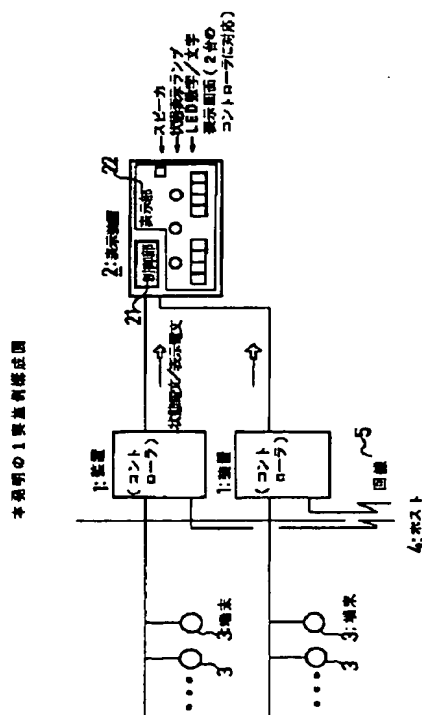 本発明の1実施例構成図
2:表示装置
22
表示部
制御部
21
←スピーカ
←状態表示ランプ
←LED数字/文字
表示画面(2台の
コントローラに対応)
状態電文/表示電文
1:装置
(コント
ローラ)
1:装置
(コント
ローラ)
~5
回線
4:ホスト
3:端末
3
3:端末
3